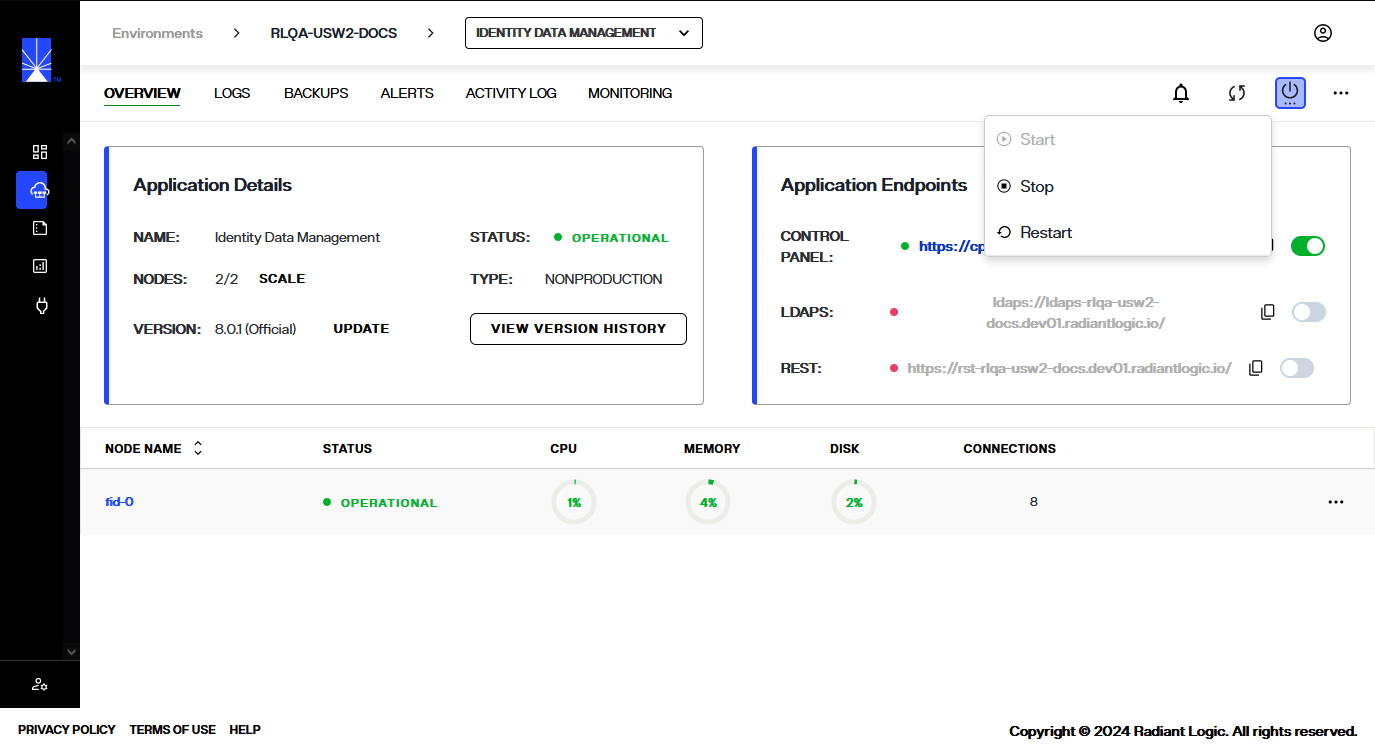 Environments > RLQA-USW2-DOCS > IDENTITY DATA MANAGEMENT
TM
OVERVIEW LOGS BACKUPS ALERTS ACTIVITY LOG MONITORING
Start
Stop
Restart
Application Details
NAME: Identity Data Management STATUS: OPERATIONAL
NODES: 2/2 SCALE TYPE: NONPRODUCTION
VERSION: 8.0.1 (Official) UPDATE VIEW VERSION HISTORY
Application Endpoints
CONTROL
PANEL: https://cp
LDAPS: ldaps://ldaps-rlqa-usw2-
docs.dev01.radiantlogic.io/
REST: https://rst-rlqa-usw2-docs.dev01.radiantlogic.io/
NODE NAME STATUS CPU MEMORY DISK CONNECTIONS
fid-0 OPERATIONAL 1% 4% 2% 8
PRIVACY POLICY TERMS OF USE HELP
Copyright © 2024 Radiant Logic. All rights reserved.